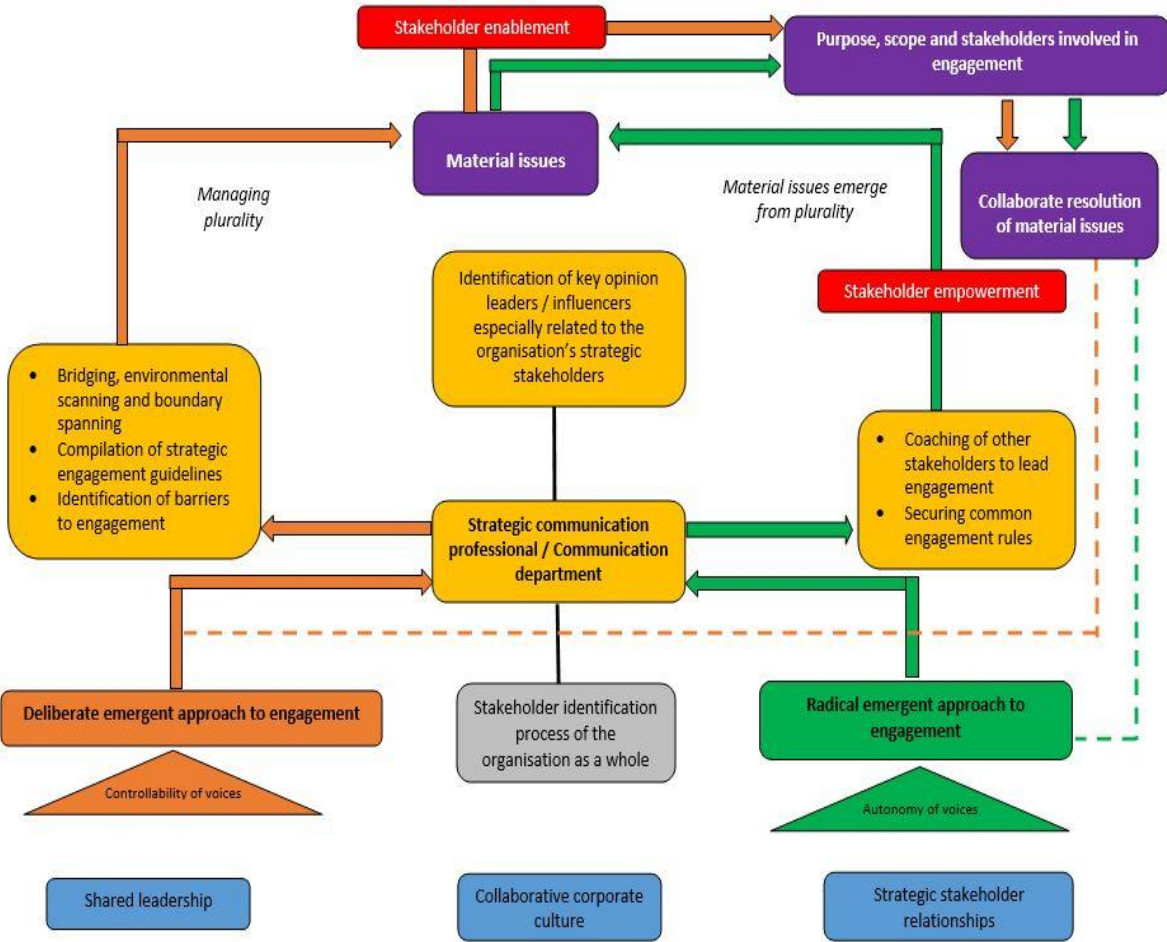 Stakeholder enablement
Purpose, scope and stakeholders involved in
engagement
Material issues
Managing
plurality
Material issues emerge
from plurality
Collaborate resolution
of material issues
Identification of key opinion
leaders / influencers
especially related to the
organisation's strategic
stakeholders
Stakeholder empowerment
• Bridging, environmental
scanning and boundary
spanning
• Compilation of strategic
engagement guidelines
• Identification of barriers
to engagement
• Coaching of other
stakeholders to lead
engagement
• Securing common
engagement rules
Strategic communication
professional / Communication
department
Deliberate emergent approach to engagement
Stakeholder identification
process of the
organisation as a whole
Radical emergent approach to
engagement
Controllability of voices
Autonomy of voices
Shared leadership
Collaborative corporate
culture
Strategic stakeholder
relationships